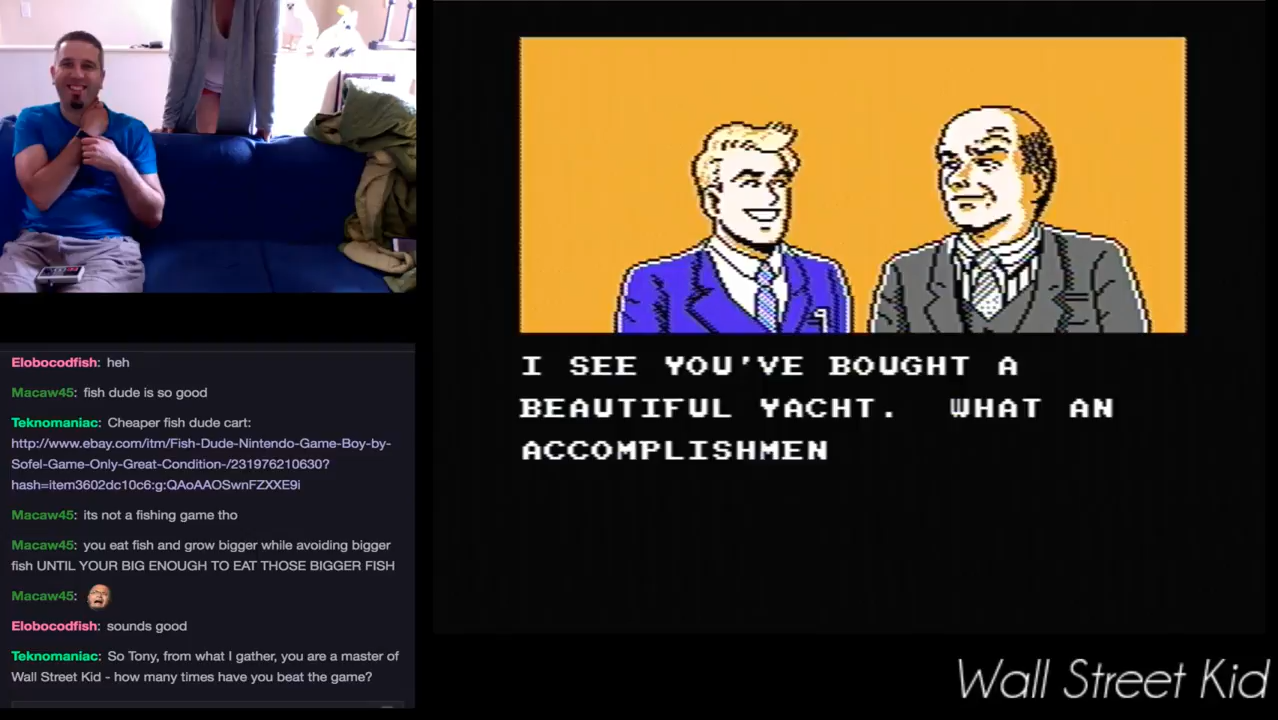 Elobocodfish: heh
Macaw45: fish dude is so good
Teknomaniac: Cheaper fish dude cart:
http://www.ebay.com/itm/Fish-Dude-Nintendo-Game-Boy-by-
Sofel-Game-Only-Great-Condition-/231976210630?
hash=item3602dc10c6:g:QAoAAOSwnFZXXE9i
Macaw45: its not a fishing game tho
Macaw45: you eat fish and grow bigger while avoiding bigger
fish UNTIL YOUR BIG ENOUGH TO EAT THOSE BIGGER FISH
Macaw45:
Elobocodfish: sounds good
Teknomaniac: So Tony, from what I gather, you are a master of
Wall Street Kid - how many times have you beat the game?
I SEE YOU'VE BOUGHT A
BEAUTIFUL YACHT. WHAT AN
ACCOMPLISHMEN
Wall Street Kid